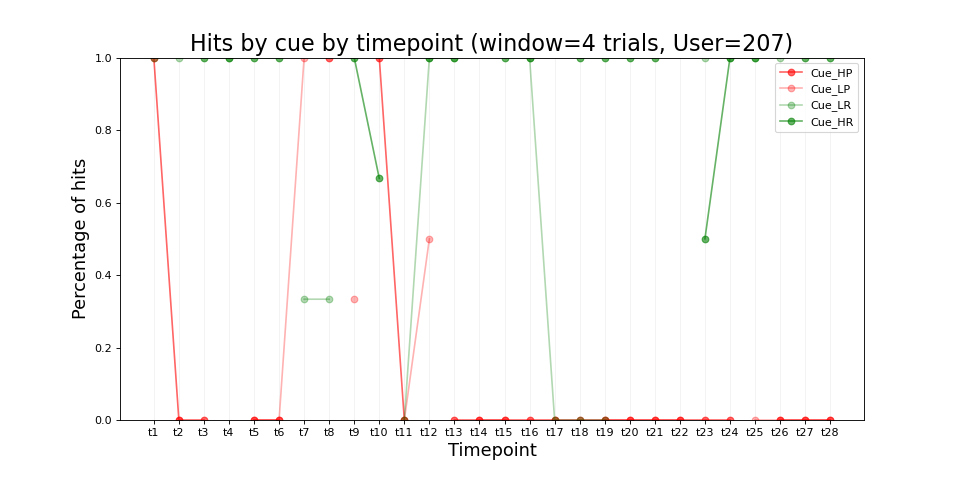 Hits by cue by timepoint (window=4 trials, User=207)
Percentage of hits
1.0
0.8
0.6
0.4
0.2
0.0
Cue_HP
Cue_LP
Cue_LR
Cue_HR
t1 t2 t3 t4 t5 t6 t7 t8 t9 t10 t11 t12 t13 t14 t15 t16 t17 t18 t19 t20 t21 t22 t23 t24 t25 t26 t27 t28
Timepoint